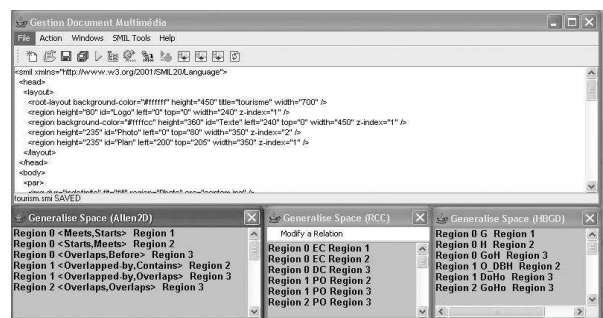 Gestion Document Multimédia
File Action Windows SMIL Tools Help
<smil xmlns="http://www.w3.org/2001/SMIL20/Language">
<head>
<layout>
<root-layout background-color="#ffffff" height="450" title="tourisme" width="700" />
<region height="80" id="Logo" left="0" top="0" width="240" z-index="1" />
<region background-color="#ffffcc" height="360" id="Texte" left="240" top="0" width="450" z-index="1" />
<region height="235" id="Photo" left="0" top="80" width="350" z-index="2" />
<region height="235" id="Plan" left="200" top="205" width="350" z-index="1" />
</layout>
</head>
<body>
<par>
tourism.smi SAVED
Generalise Space (Allen2D)
Region 0 <Meets,Starts> Region 1
Region 0 <Starts,Meets> Region 2
Region 0 <Overlaps,Before> Region 3
Region 1 <Overlapped-by,Contains> Region 2
Region 1 <Overlapped-by,Overlaps> Region 3
Region 2 <Overlaps,Overlaps> Region 3
Generalise Space (RCC)
Modify a Relation
Region 0 EC Region 1
Region 0 EC Region 2
Region 0 DC Region 3
Region 1 PO Region 2
Region 1 PO Region 3
Region 2 PO Region 3
Generalise Space (HBGD)
Region 0 G Region 1
Region 0 H Region 2
Region 0 GoH Region 3
Region 1 O_DBH Region 2
Region 1 DoHo Region 3
Region 2 GoHo Region 3